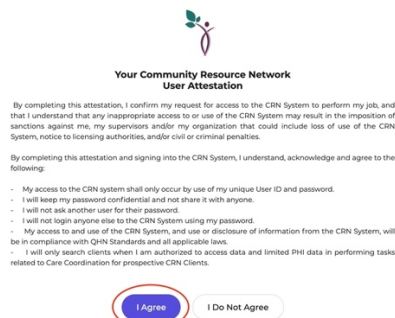 Your Community Resource Network
User Attestation
By completing this attestation, I confirm my request for access to the CRN System to perform my job, and
that I understand that any inappropriate access to or use of the CRN System may result in the imposition of
sanctions against me, my supervisors and/or my organization that could include loss of use of the CRN
System, notice to licensing authorities, and/or civil or criminal penalties.
By completing this attestation and signing into the CRN System, I understand, acknowledge and agree to the
following:
- My access to the CRN system shall only occur by use of my unique User ID and password.
- I will keep my password confidential and not share it with anyone.
- I will not ask another user for their password.
- I will not login anyone else to the CRN System using my password.
- My access to and use of the CRN System, and use or disclosure of information from the CRN System, will
be in compliance with QHN Standards and all applicable laws.
- I will only search clients when I am authorized to access data and limited PHI data in performing tasks
related to Care Coordination for prospective CRN Clients.
I Agree
I Do Not Agree